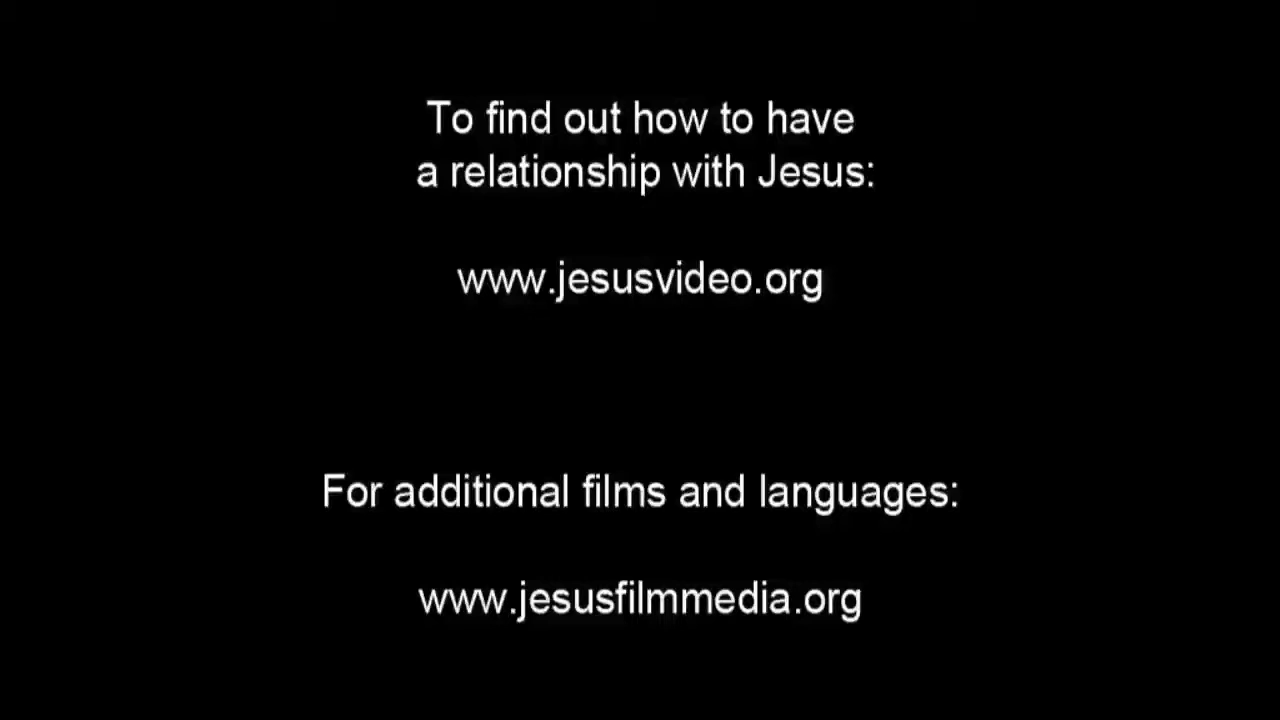 To find out how to have
a relationship with Jesus:
www.jesusvideo.org
For additional films and languages:
www.jesusfilmmedia.org